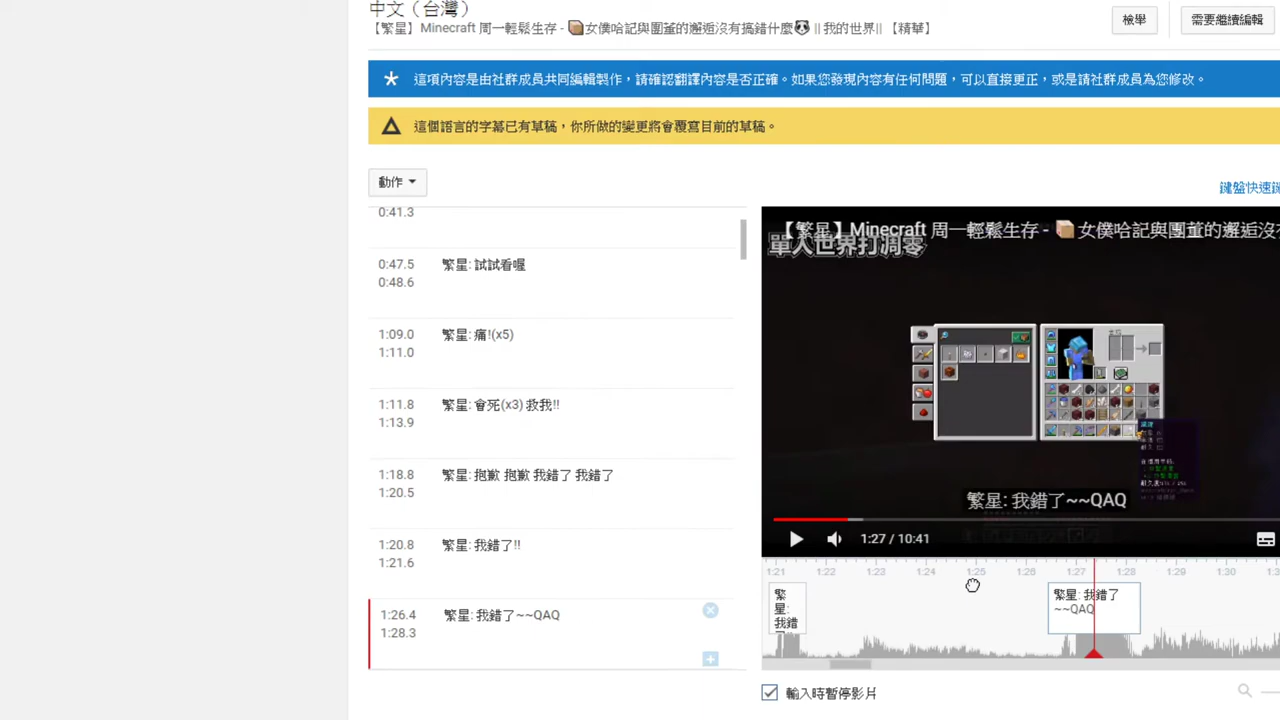 中文（台灣）
【繁星】Minecraft 周一輕鬆生存 - 女僕哈記與團董的邂逅沒有搞錯什麼 || 我的世界||【精華】
檢舉
需要繼續編輯
這項內容是由社群成員共同編輯製作，請確認翻譯內容是否正確。如果您發現內容有任何問題，可以直接更正，或是請社群成員為您修改。
這個語言的字幕已有草稿，你所做的變更將會覆寫目前的草稿。
動作
鍵盤快速鍵
0:41.3
0:47.5 繁星: 試試看喔
0:48.6
1:09.0 繁星: 痛!(x5)
1:11.0
1:11.8 繁星: 會死(x3) 救我!!
1:13.9
1:18.8 繁星: 抱歉 抱歉 我錯了 我錯了
1:20.5
1:20.8 繁星: 我錯了!!
1:21.6
1:26.4 繁星: 我錯了~~QAQ
1:28.3
【繁星】Minecraft 周一輕鬆生存 - 女僕哈記與團董的邂逅沒
單人世界打凋零
繁星: 我錯了~~QAQ
1:27 / 10:41
1:21 1:22 1:23 1:24 1:25 1:26 1:27 1:28 1:29 1:30
繁星: 我錯
繁星: 我錯了
~~QAQ
輸入時暫停影片